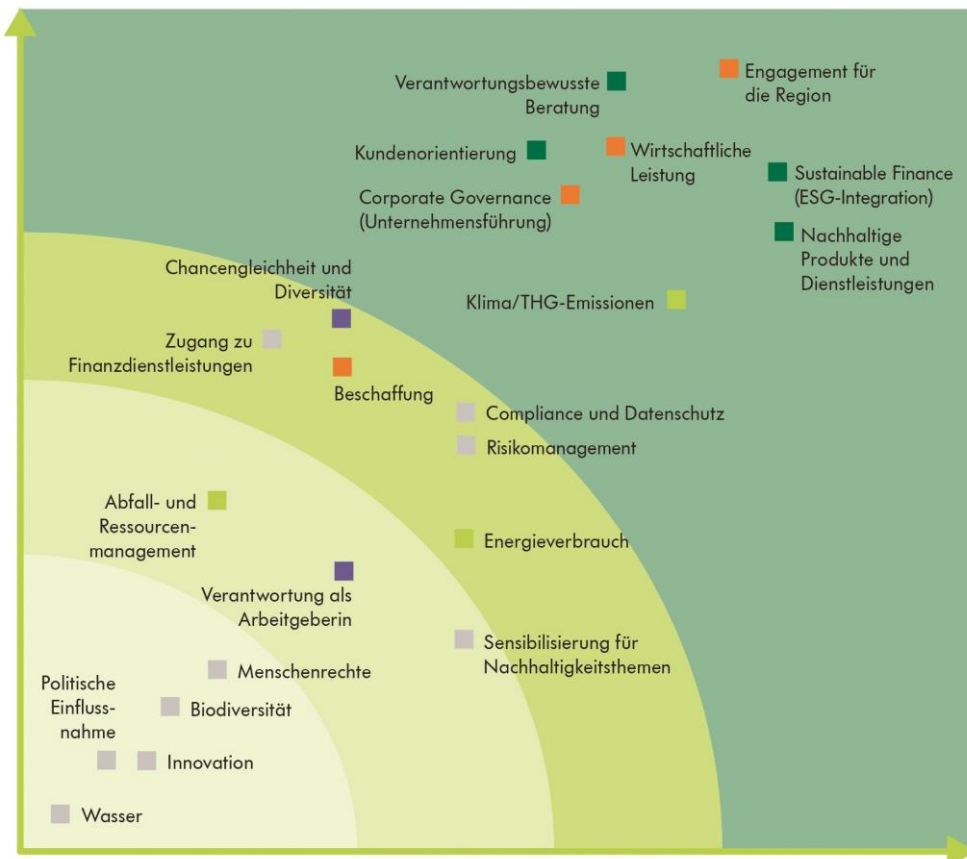 Verantwortungsbewusste
Beratung
Engagement für
die Region
Kundenorientierung
Wirtschaftliche
Leistung
Sustainable Finance
(ESG-Integration)
Corporate Governance
(Unternehmensführung)
Nachhaltige
Produkte und
Dienstleistungen
Chancengleichheit und
Diversität
Klima/THG-Emissionen
Zugang zu
Finanzdienstleistungen
Beschaffung
Compliance und Datenschutz
Risikomanagement
Abfall- und
Ressourcen-
management
Energieverbrauch
Verantwortung als
Arbeitgeberin
Sensibilisierung für
Nachhaltigkeitsthemen
Menschenrechte
Politische
Einfluss-
nahme
Biodiversität
Innovation
Wasser